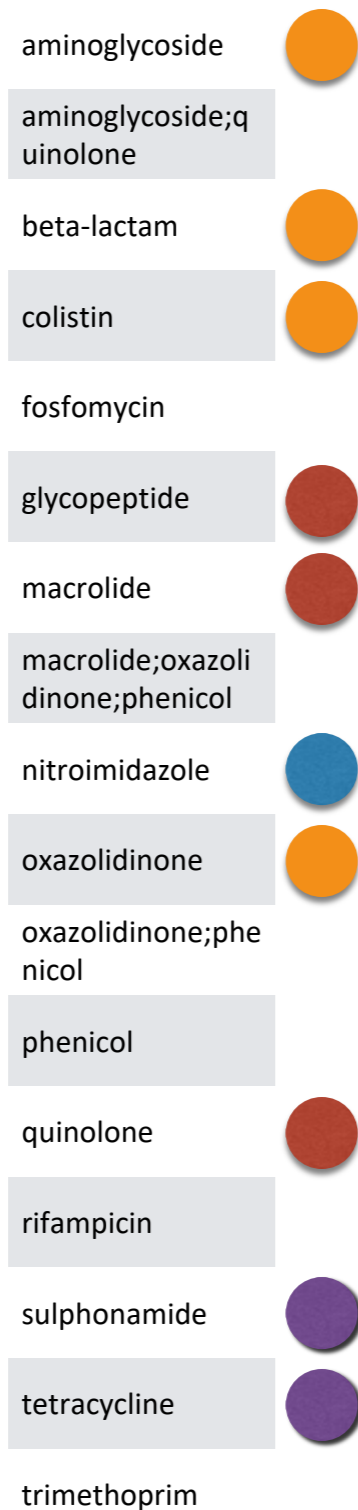 aminoglycoside
aminoglycoside;q
uinolone
beta-lactam
colistin
fosfomycin
glycopeptide
macrolide
macrolide;oxazoli
dinone;phenicol
nitroimidazole
oxazolidinone
oxazolidinone;phe
nicol
phenicol
quinolone
rifampicin
sulphonamide
tetracycline
trimethoprim